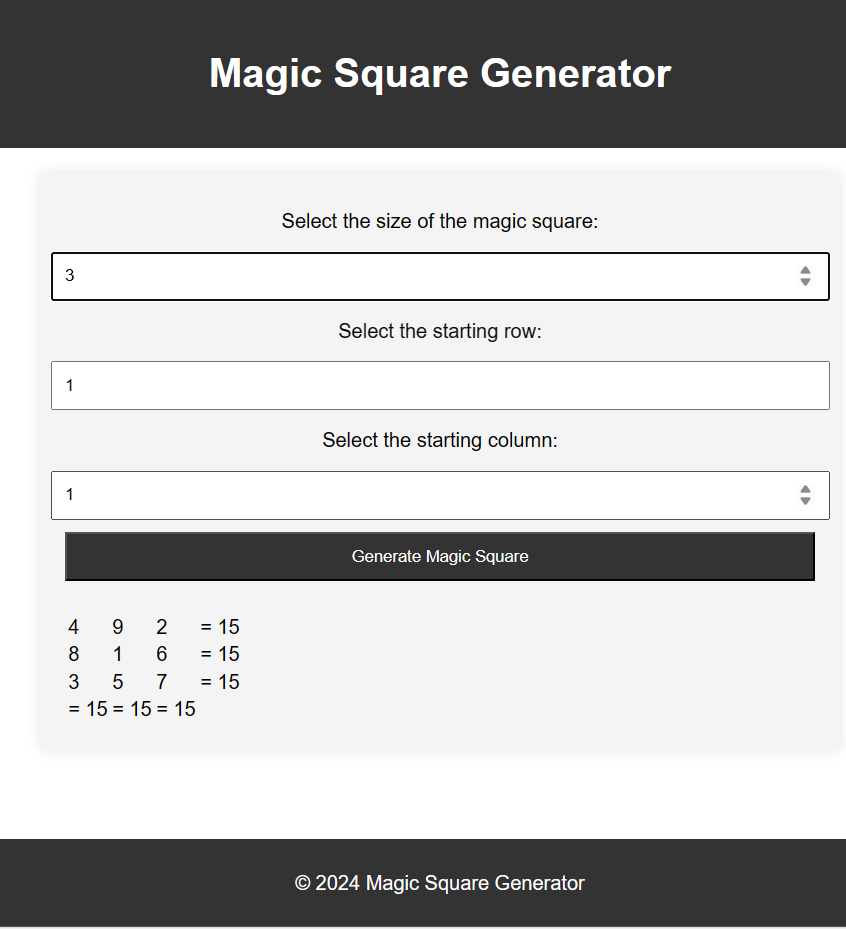 Magic Square Generator
Select the size of the magic square:
3
Select the starting row:
1
Select the starting column:
1
Generate Magic Square
4 9 2 = 15
8 1 6 = 15
3 5 7 = 15
= 15 = 15 = 15
© 2024 Magic Square Generator